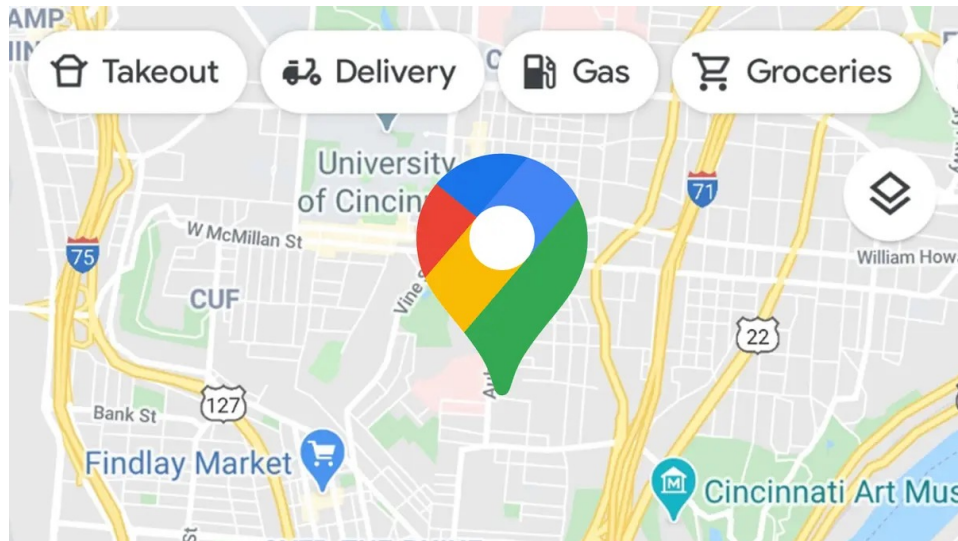 AMP
Takeout
Delivery
Gas
Groceries
University
of Cincin
71
W McMillan St
75
William How
CUF
Vine
22
127
Bank St
Findlay Market
Cincinnati Art Mus
St